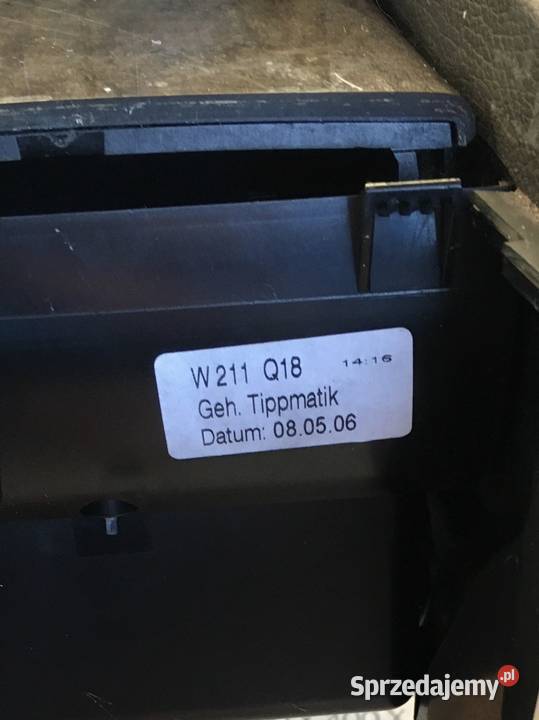 W 211 Q18 14:16
Geh. Tippmatik
Datum: 08.05.06
Sprzedajemy.pl